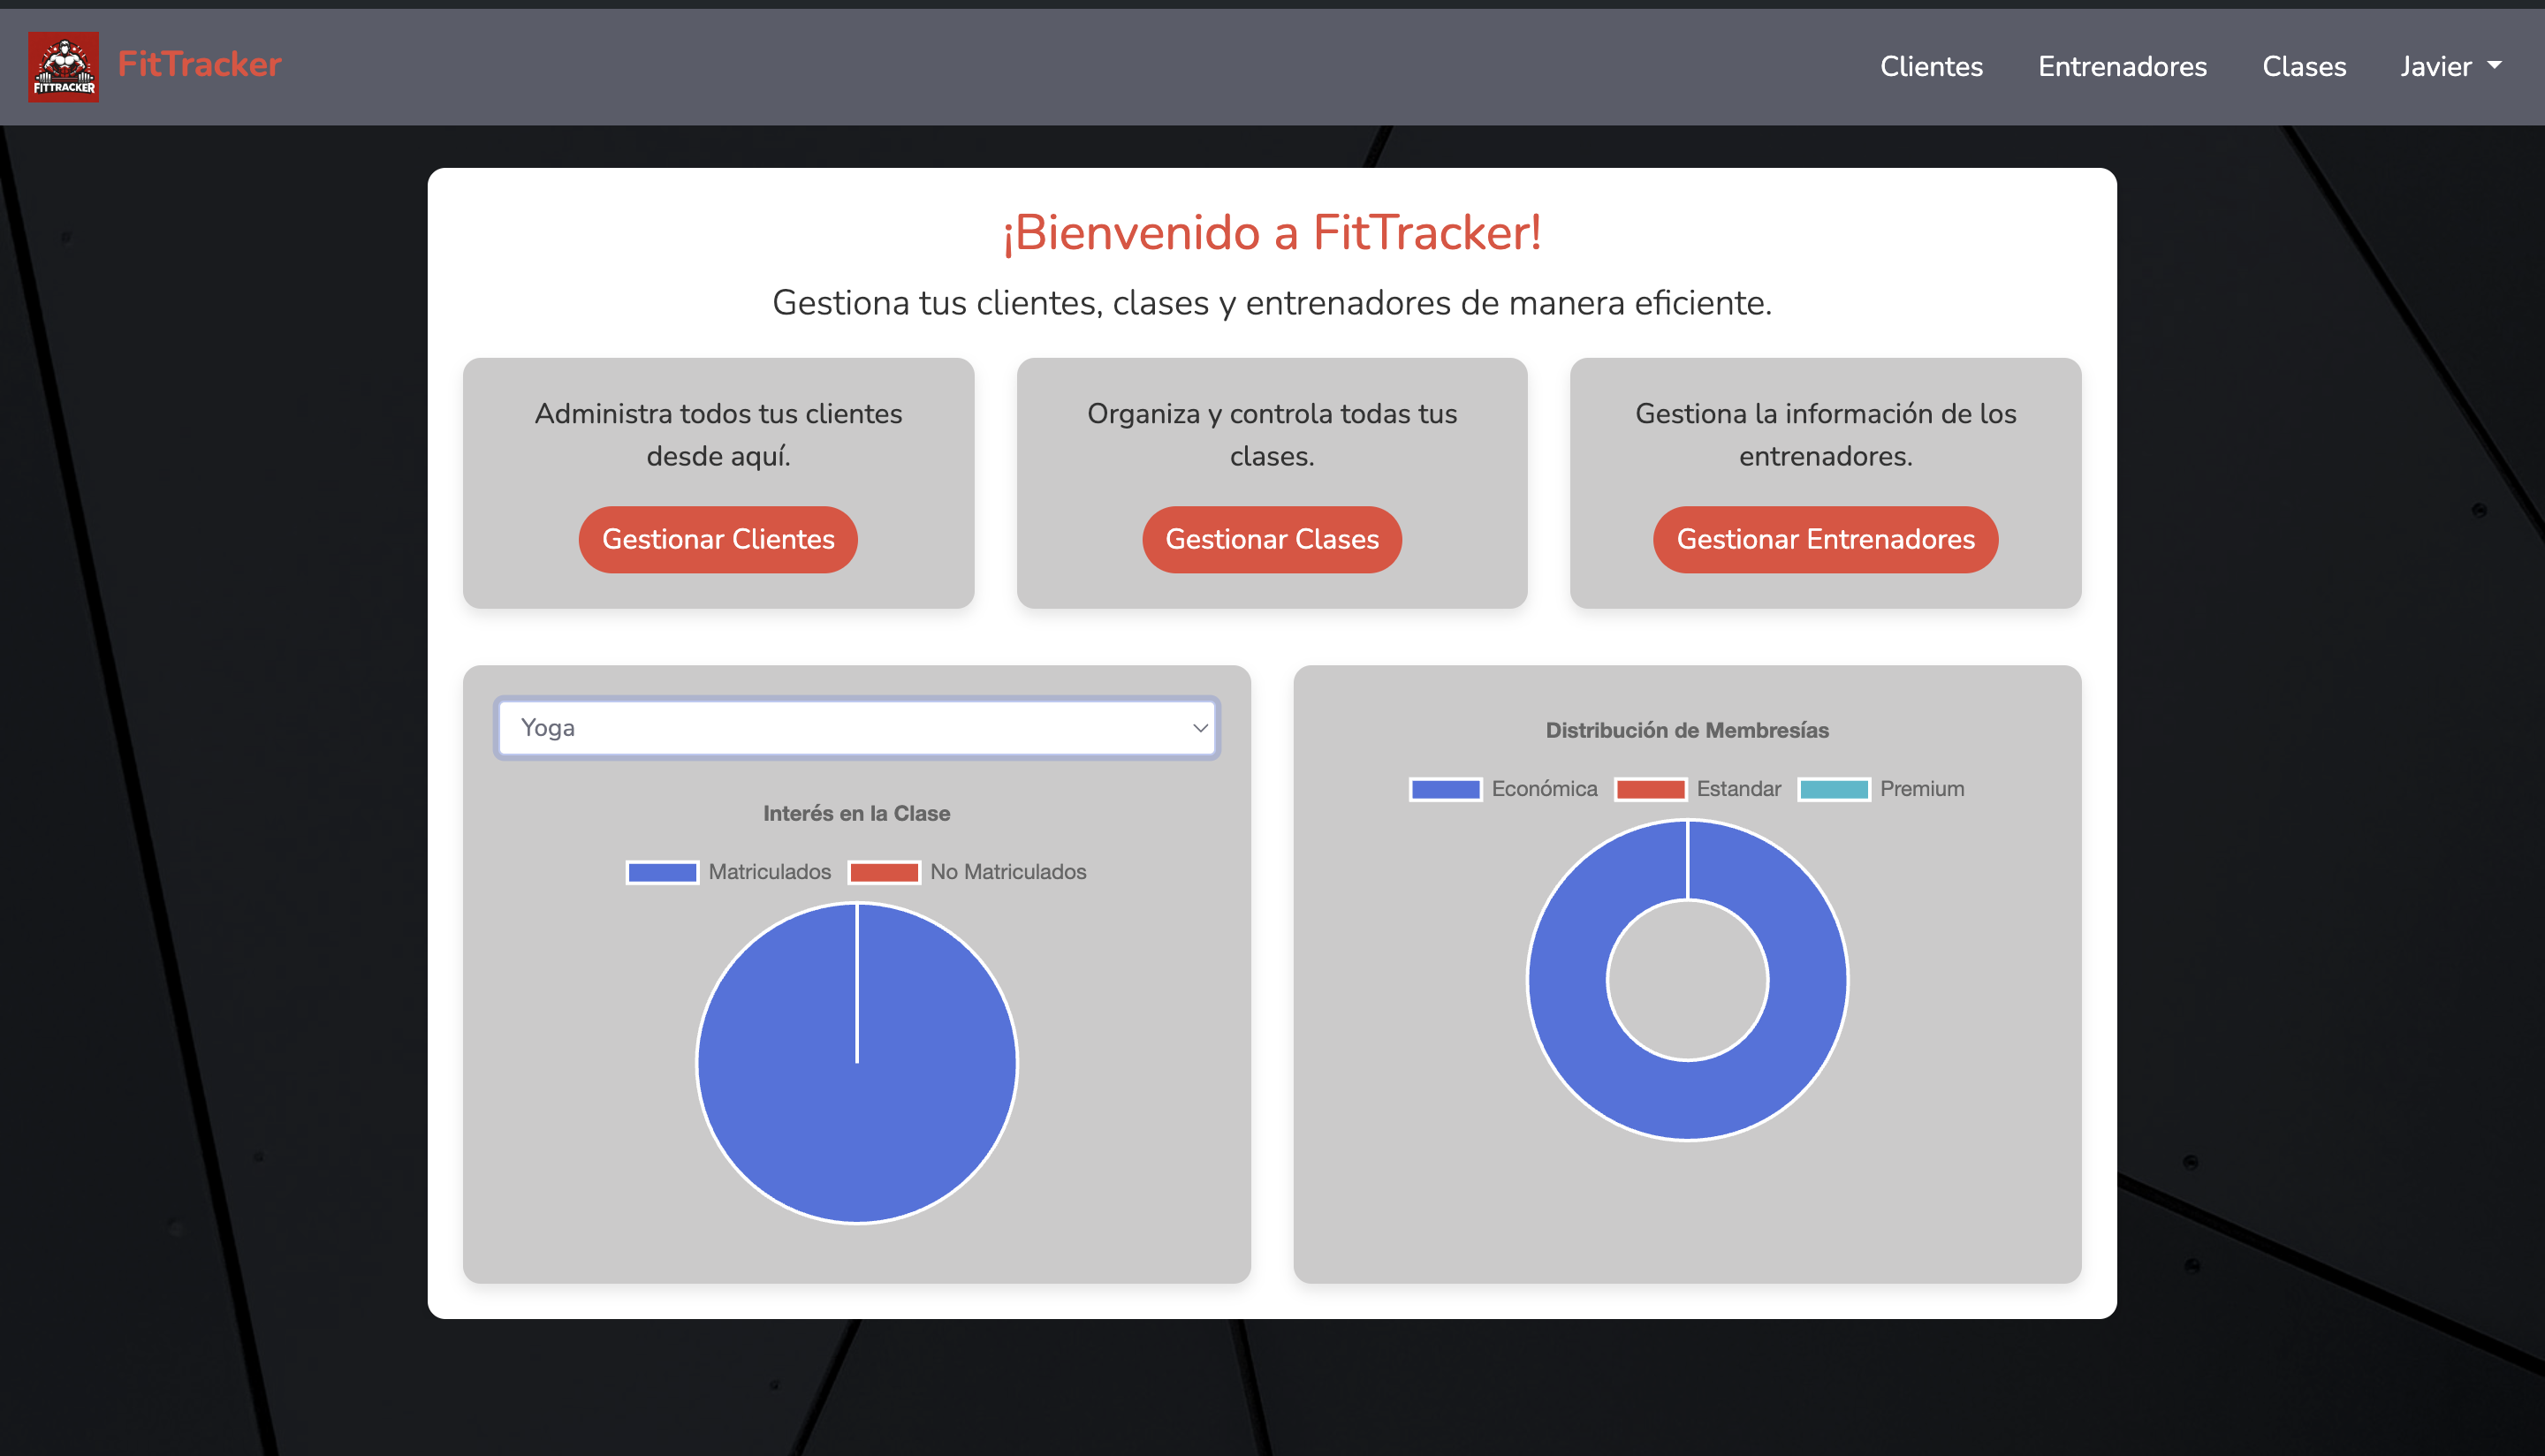 FITTRACKER
FitTracker
Clientes
Entrenadores
Clases
Javier
¡Bienvenido a FitTracker!
Gestiona tus clientes, clases y entrenadores de manera eficiente.
Administra todos tus clientes
desde aquí.
Gestionar Clientes
Organiza y controla todas tus
clases.
Gestionar Clases
Gestiona la información de los
entrenadores.
Gestionar Entrenadores
Yoga
Interés en la Clase
Matriculados
No Matriculados
Distribución de Membresías
Económica
Estandar
Premium